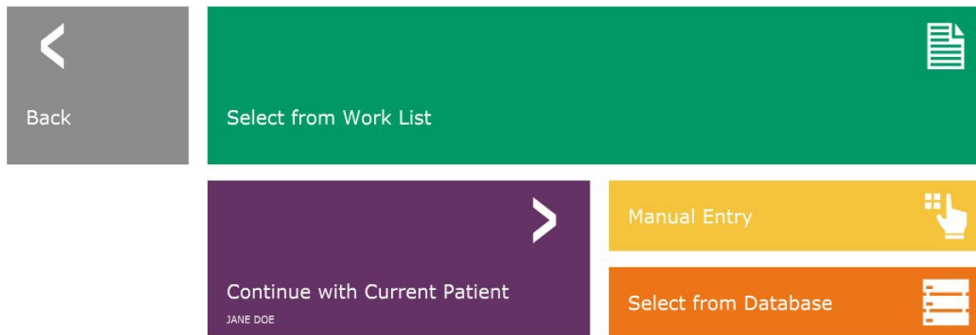 Back
Select from Work List
Continue with Current Patient
JANE DOE
Manual Entry
Select from Database